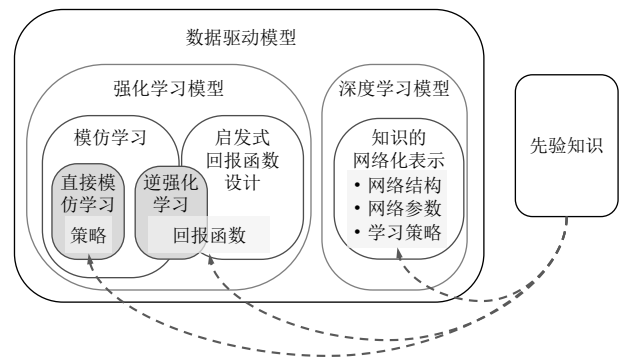 数据驱动模型
强化学习模型
模仿学习
直接模
仿学习
策略
逆强化
学习
启发式
回报函数
设计
回报函数
深度学习模型
知识的
网络化表示
• 网络结构
• 网络参数
• 学习策略
先验知识